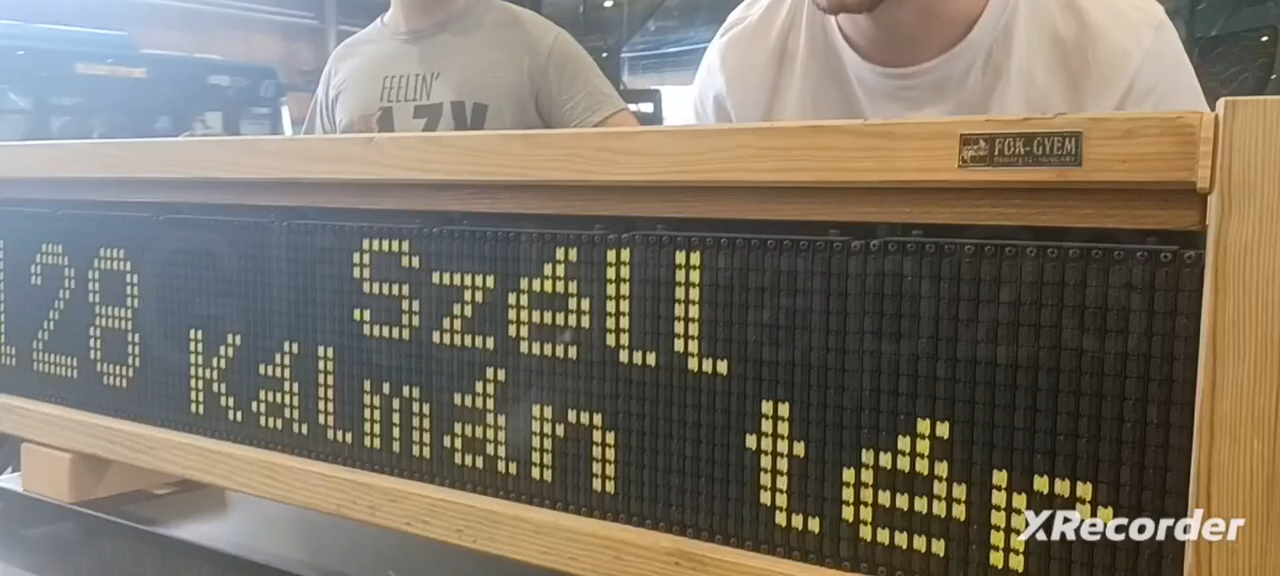 FEELIN'
FOK-GYEM
BUDAPEST-HUNGARY
128
Széll
Kálmán tér
XRecorder